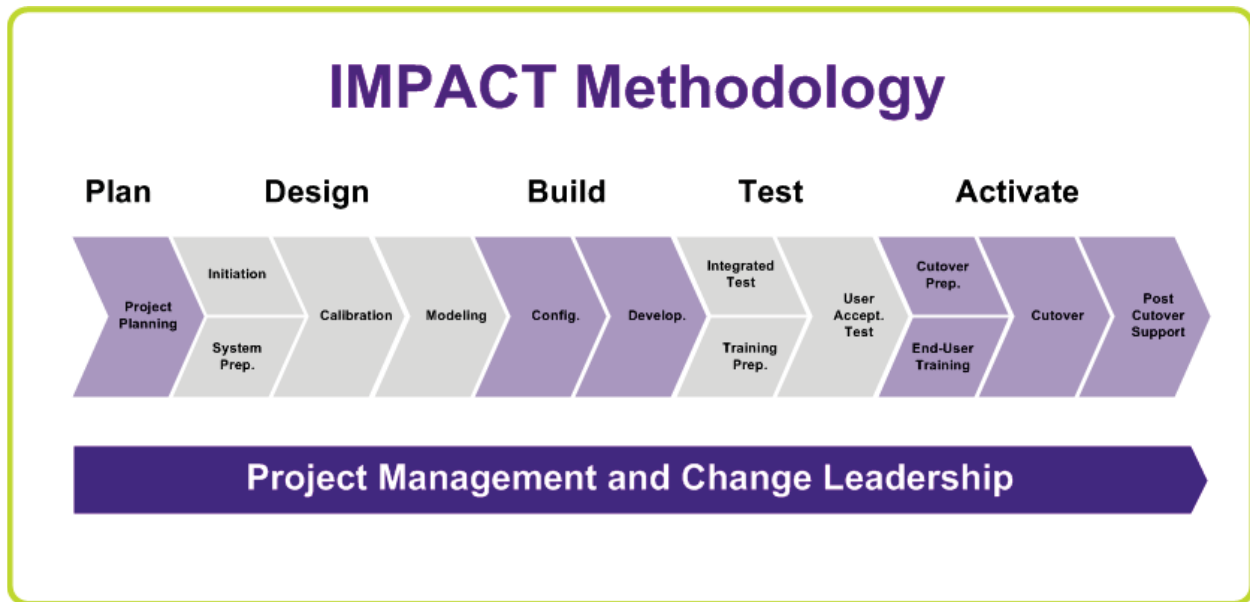 IMPACT Methodology
Plan
Design
Build
Test
Activate
Project
Planning
Initiation
System
Prep.
Calibration
Modeling
Config.
Develop.
Integrated
Test
Training
Prep.
User
Accept.
Test
Cutover
Prep.
End-User
Training
Cutover
Post
Cutover
Support
Project Management and Change Leadership